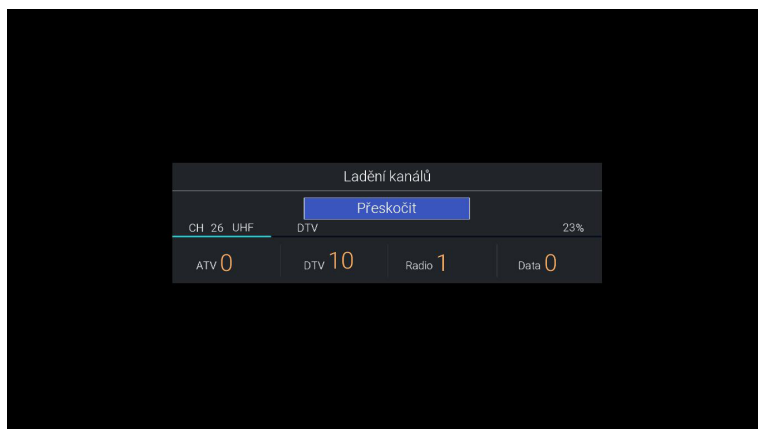 Ladění kanálů
Přeskočit
CH 26 UHF DTV 23%
ATV 0 DTV 10 Radio 1 Data 0